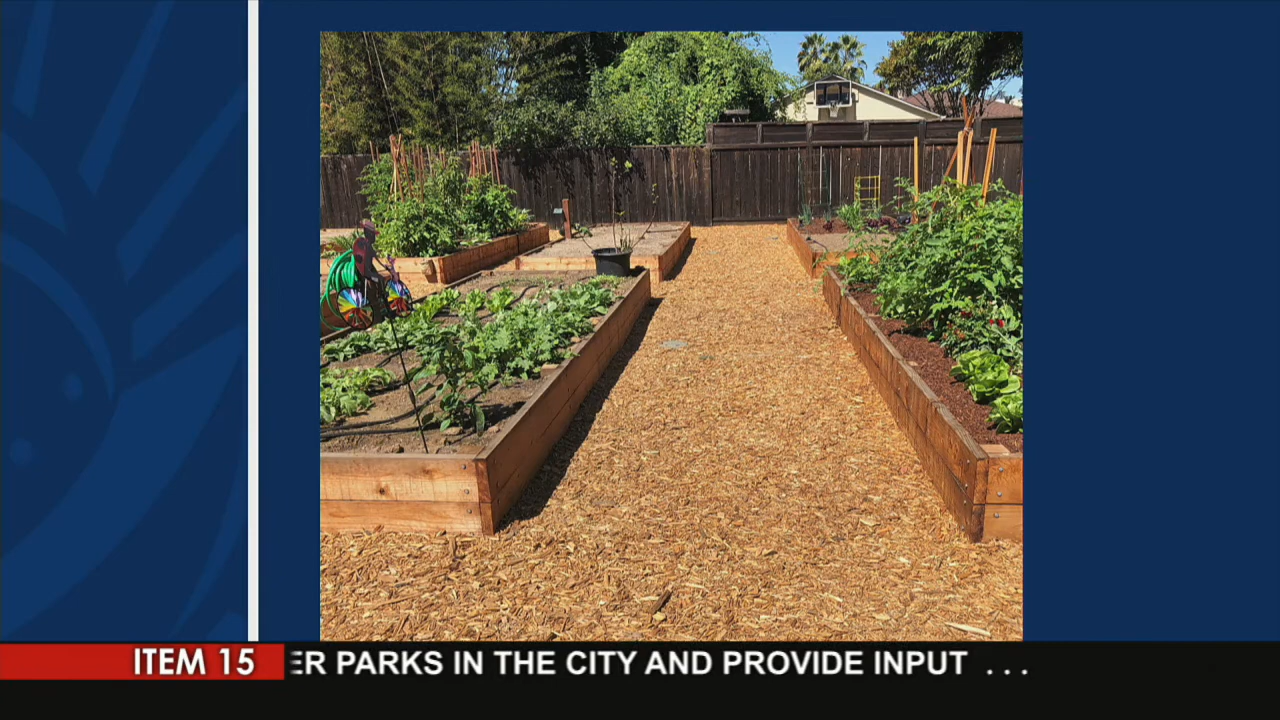 ITEM 15
ER PARKS IN THE CITY AND PROVIDE INPUT . . .